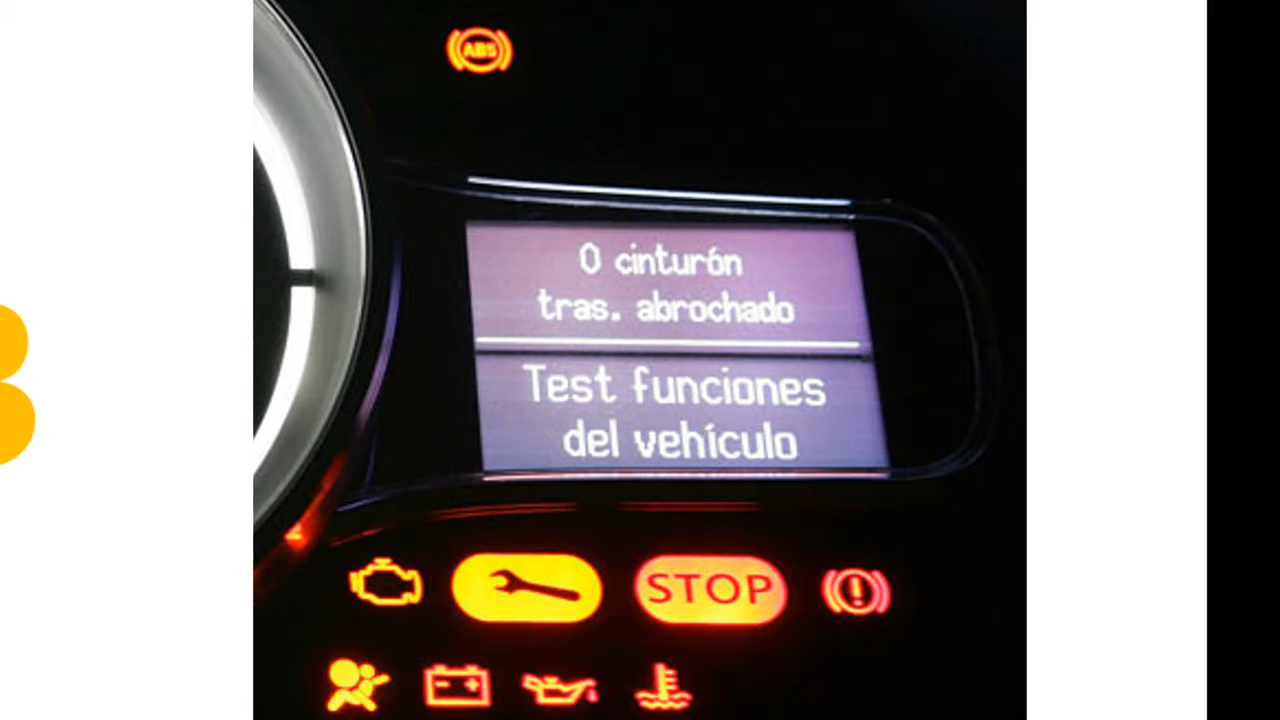 ABS
0 cinturón
tras. abrochado
Test funciones
del vehículo
STOP